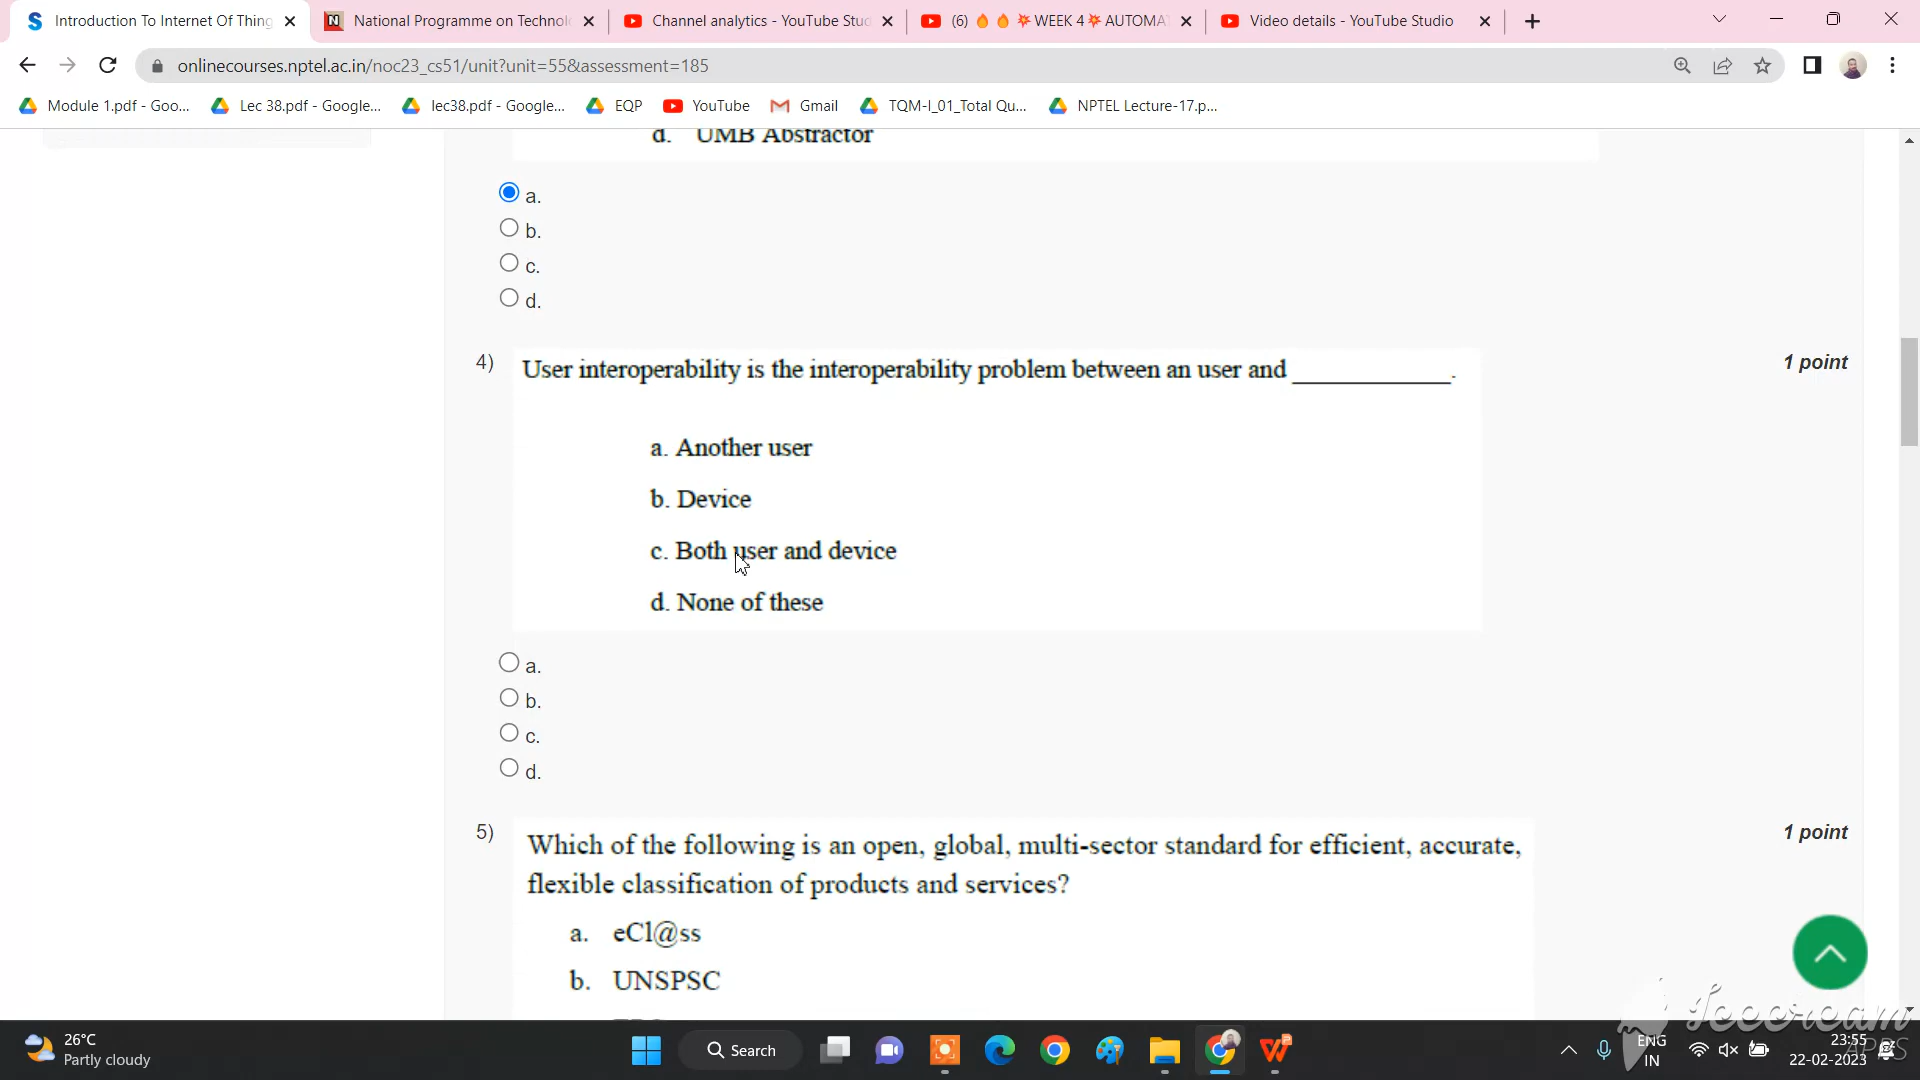 Introduction To Internet Of Thing
National Programme on Technol
Channel analytics - YouTube Stud
(6) 🔥🔥💥WEEK 4💥 AUTOMA
Video details - YouTube Studio
onlinecourses.nptel.ac.in/noc23_cs51/unit?unit=55&assessment=185
Module 1.pdf - Goo...
Lec 38.pdf - Google...
lec38.pdf - Google...
EQP
YouTube
Gmail
TQM-I_01_Total Qu...
NPTEL Lecture-17.p...
d. UMB Abstractor
a.
b.
c.
d.
4) User interoperability is the interoperability problem between an user and ____________.
1 point
a. Another user
b. Device
c. Both user and device
d. None of these
a.
b.
c.
d.
5) Which of the following is an open, global, multi-sector standard for efficient, accurate,
1 point
flexible classification of products and services?
a. eCl@ss
b. UNSPSC
Icecream
APPS
26°C
Partly cloudy
Search
ENG
IN
23:55
22-02-2023